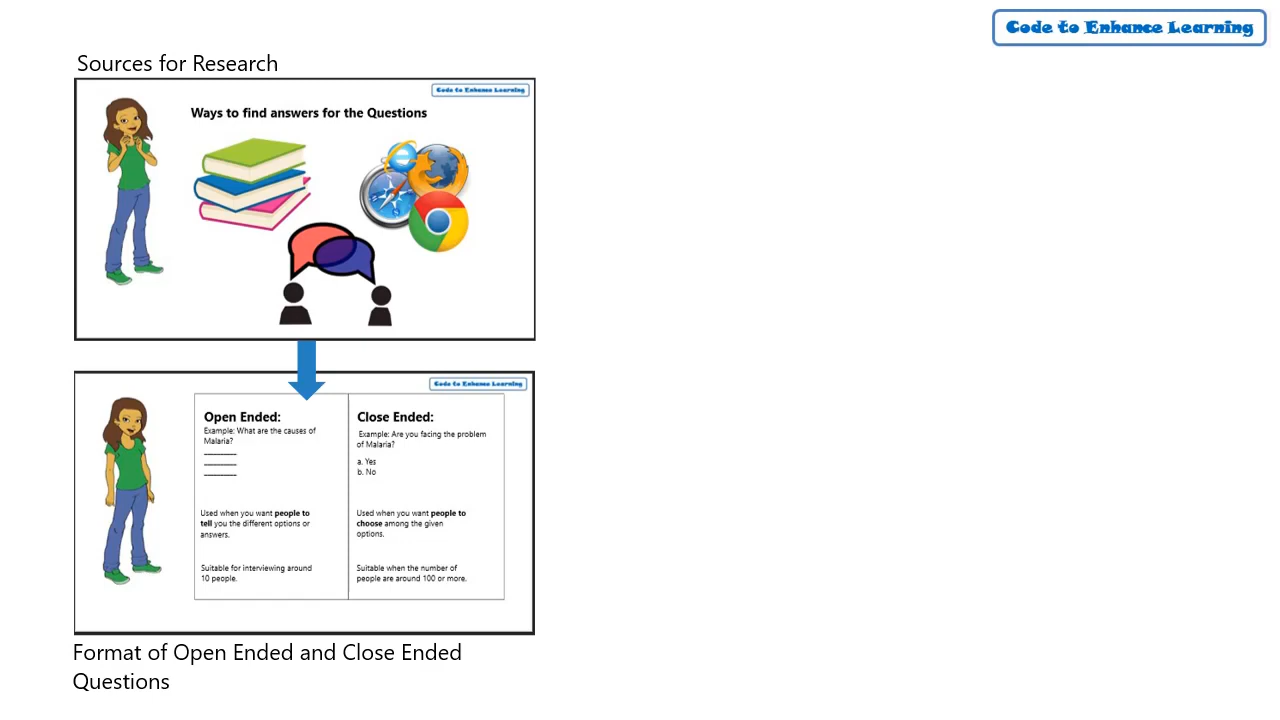 Code to Enhance Learning
Sources for Research
Code to Enhance Learning
Ways to find answers for the Questions
Code to Enhance Learning
Open Ended:
Example: What are the causes of
Malaria?
Used when you want people to
tell you the different options or
answers.
Suitable for interviewing around
10 people.
Close Ended:
Example: Are you facing the problem
of Malaria?
a. Yes
b. No
Used when you want people to
choose among the given
options.
Suitable when the number of
people are around 100 or more.
Format of Open Ended and Close Ended
Questions